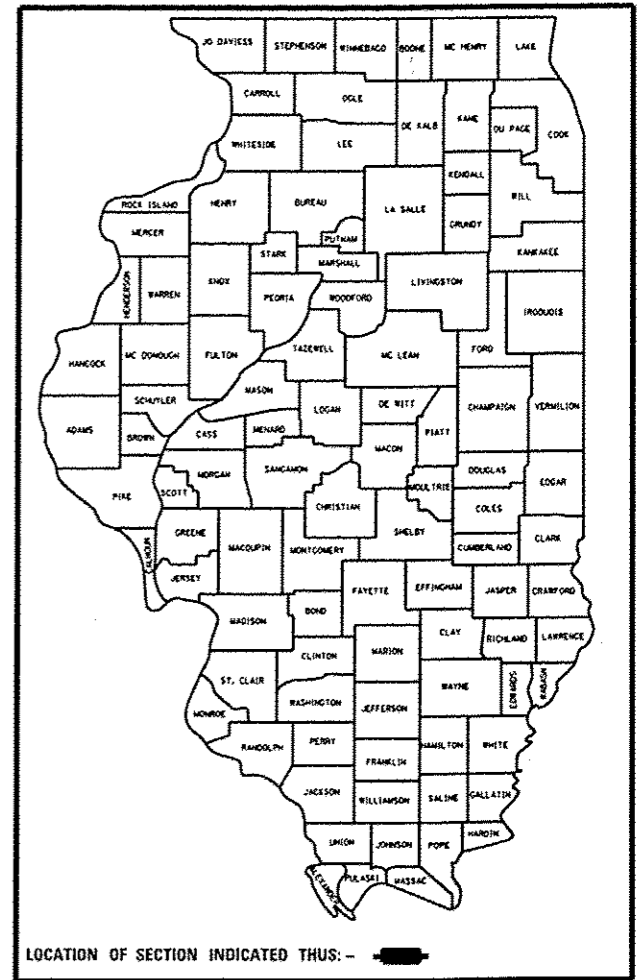 JO DAVIESS STEPHENSON WINNEBAGO BOONE MC HENRY LAKE
CARROLL OGLE DE KALB KANE DU PAGE COOK
WHITESIDE LEE KENDALL WILL
ROCK ISLAND HENRY BUREAU LA SALLE GRUNDY
MERCER PUTNAM KANKAKEE
STARK MARSHALL
HENDERSON WARREN KNOX PEORIA WOODFORD LIVINGSTON IROQUOIS
HANCOCK MC DONOUGH FULTON TAZEWELL MC LEAN FORD
SCHUYLER MASON LOGAN DE WITT CHAMPAIGN VERMILION
ADAMS BROWN CASS MENARD MACON PIATT
PIKE SCOTT MORGAN SANGAMON MOULTRIE DOUGLAS EDGAR
CHRISTIAN COLES
CALHOUN GREENE MACOUPIN MONTGOMERY SHELBY CUMBERLAND CLARK
JERSEY FAYETTE EFFINGHAM JASPER CRAWFORD
MADISON BOND CLAY RICHLAND LAWRENCE
CLINTON MARION
ST. CLAIR WASHINGTON JEFFERSON WAYNE EDWARDS WABASH
MONROE
RANDOLPH PERRY FRANKLIN HAMILTON WHITE
JACKSON WILLIAMSON SALINE GALLATIN
UNION JOHNSON POPE HARDIN
ALEXANDER PULASKI MASSAC
LOCATION OF SECTION INDICATED THUS: -